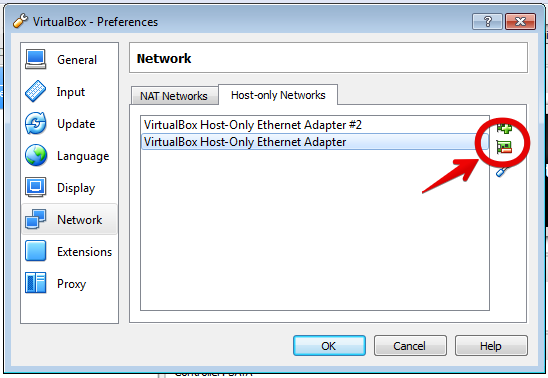 VirtualBox - Preferences
General
Input
Update
Language
Display
Network
Extensions
Proxy
Network
NAT Networks
Host-only Networks
VirtualBox Host-Only Ethernet Adapter #2
VirtualBox Host-Only Ethernet Adapter
OK
Cancel
Help